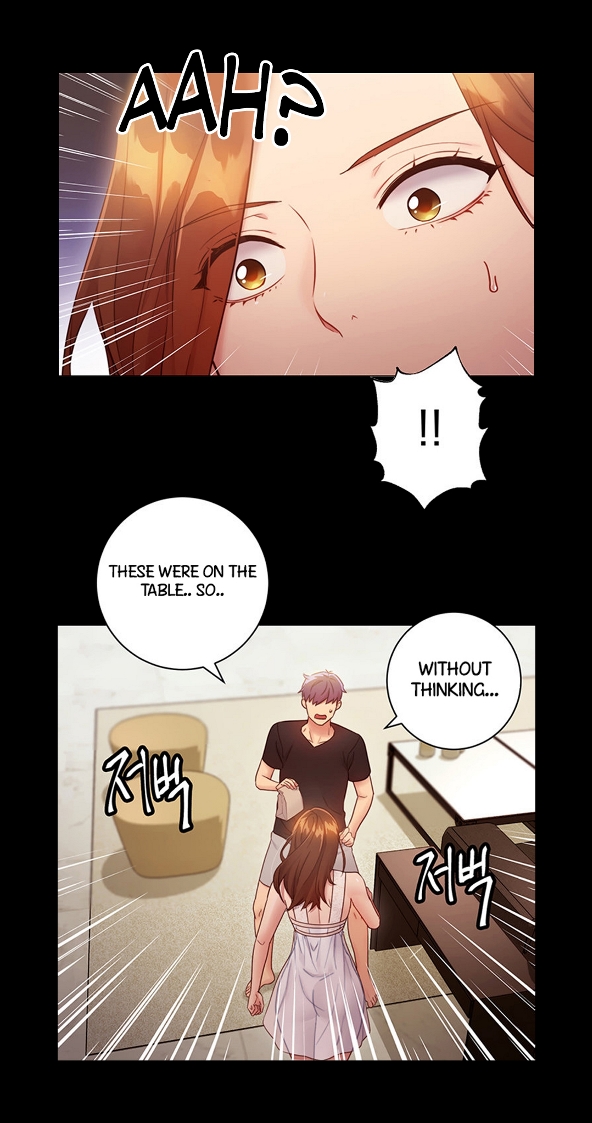 AAH?
!!
THESE WERE ON THE
TABLE.. SO..
WITHOUT
THINKING...
저벅
저벅